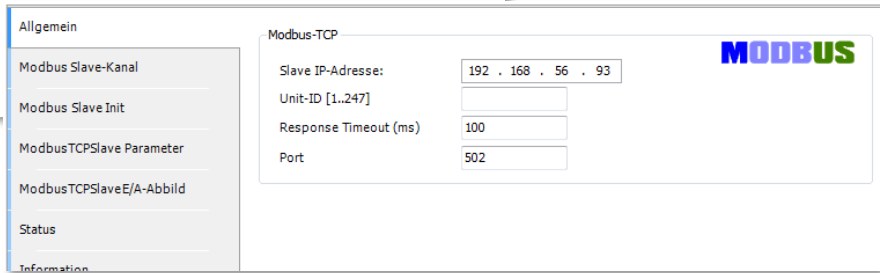 Allgemein
Modbus Slave-Kanal
Modbus Slave Init
ModbusTCPSlave Parameter
ModbusTCPSlaveE/A-Abbild
Status
Information
Modbus-TCP
MODBUS
Slave IP-Adresse: 192 . 168 . 56 . 93
Unit-ID [1..247]
Response Timeout (ms) 100
Port 502